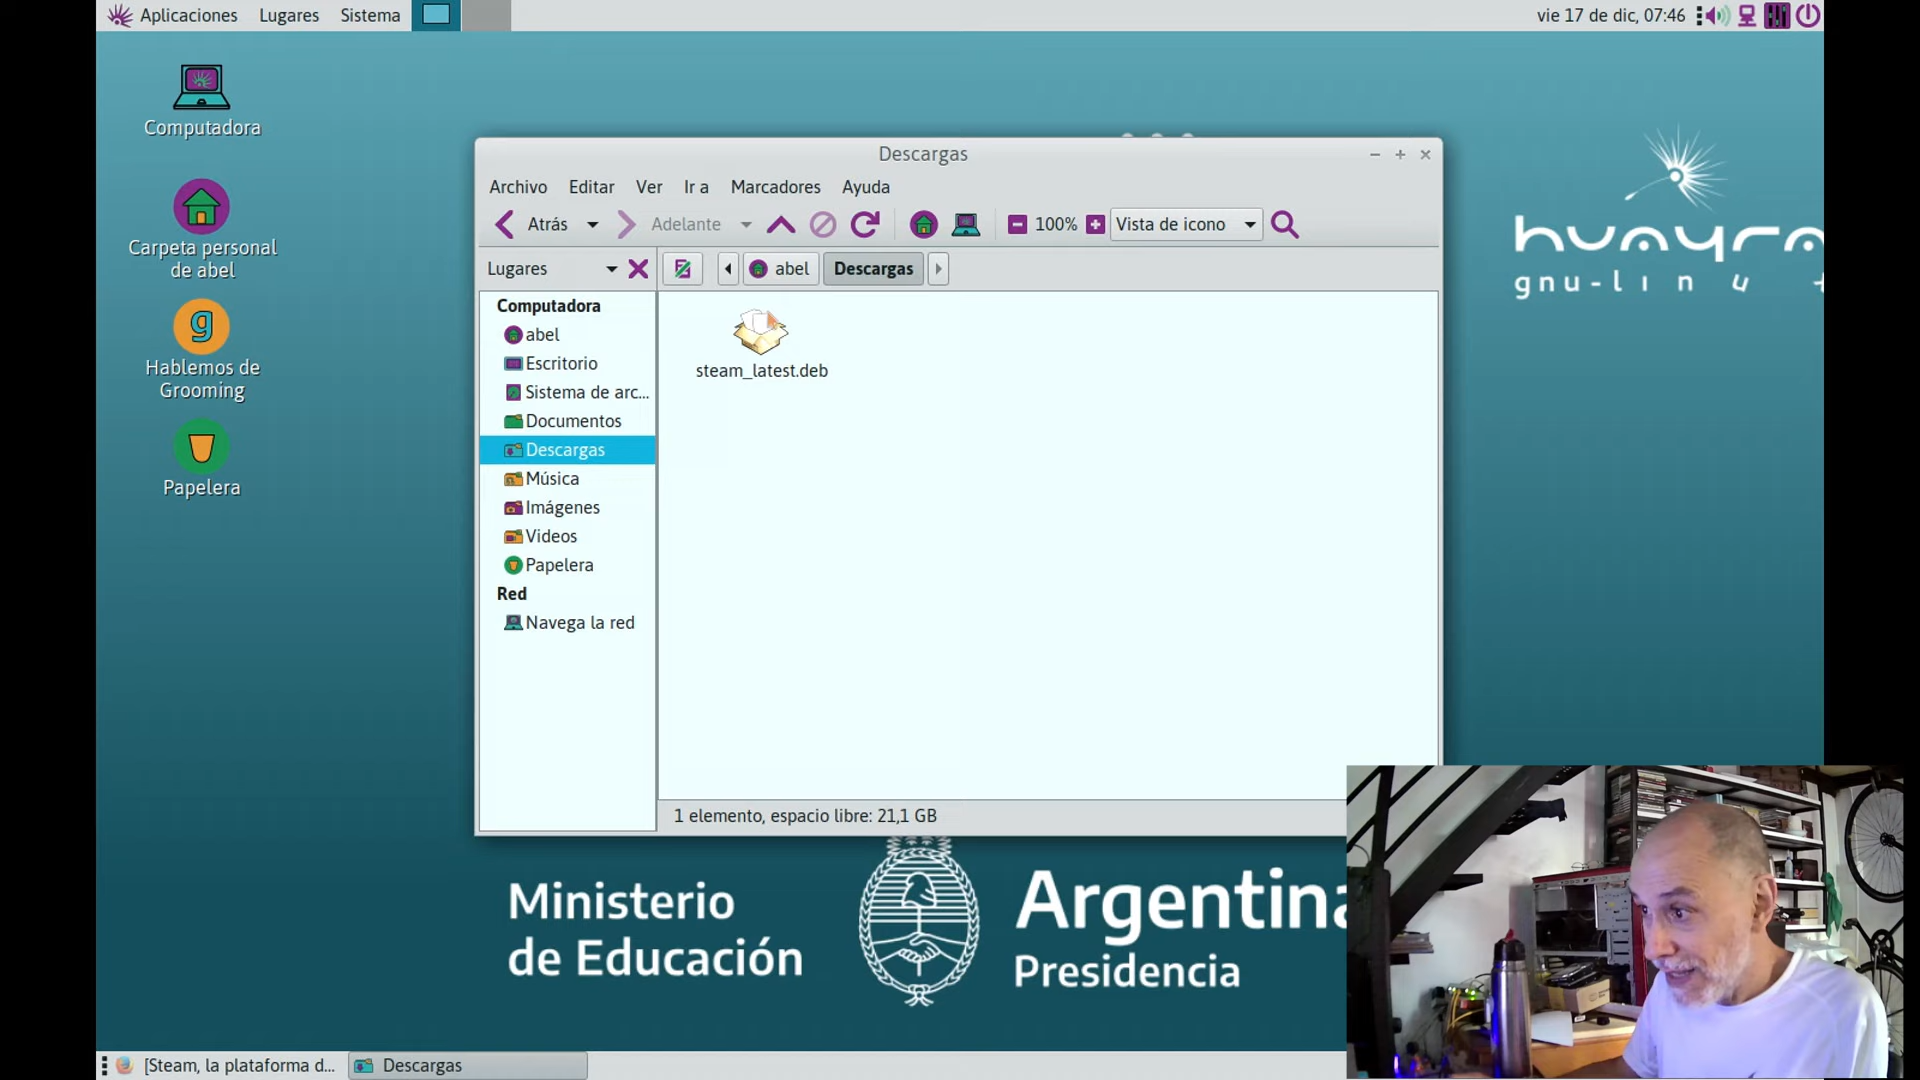 Aplicaciones Lugares Sistema
vie 17 de dic, 07:46
Computadora
Carpeta personal
de abel
g
Hablemos de
Grooming
Papelera
huayra
gnu-linux
Descargas
Archivo Editar Ver Ir a Marcadores Ayuda
Atrás Adelante 100% Vista de icono
Lugares abel Descargas
Computadora
abel
Escritorio
Sistema de arc...
Documentos
Descargas
Música
Imágenes
Videos
Papelera
Red
Navega la red
steam_latest.deb
1 elemento, espacio libre: 21,1 GB
Ministerio
de Educación
Argentina
Presidencia
[Steam, la plataforma d... Descargas